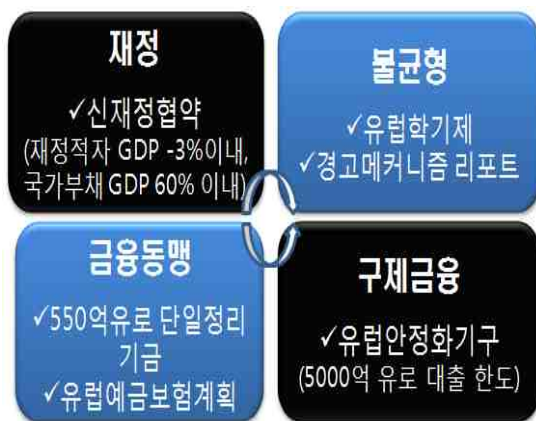 재정
✓신재정협약
(재정적자 GDP -3%이내,
국가부채 GDP 60% 이내)
불균형
✓유럽학기제
✓경고메커니즘 리포트
금융동맹
✓550억유로 단일정리
기금
✓유럽예금보험계획
구제금융
✓유럽안정화기구
(5000억 유로 대출 한도)